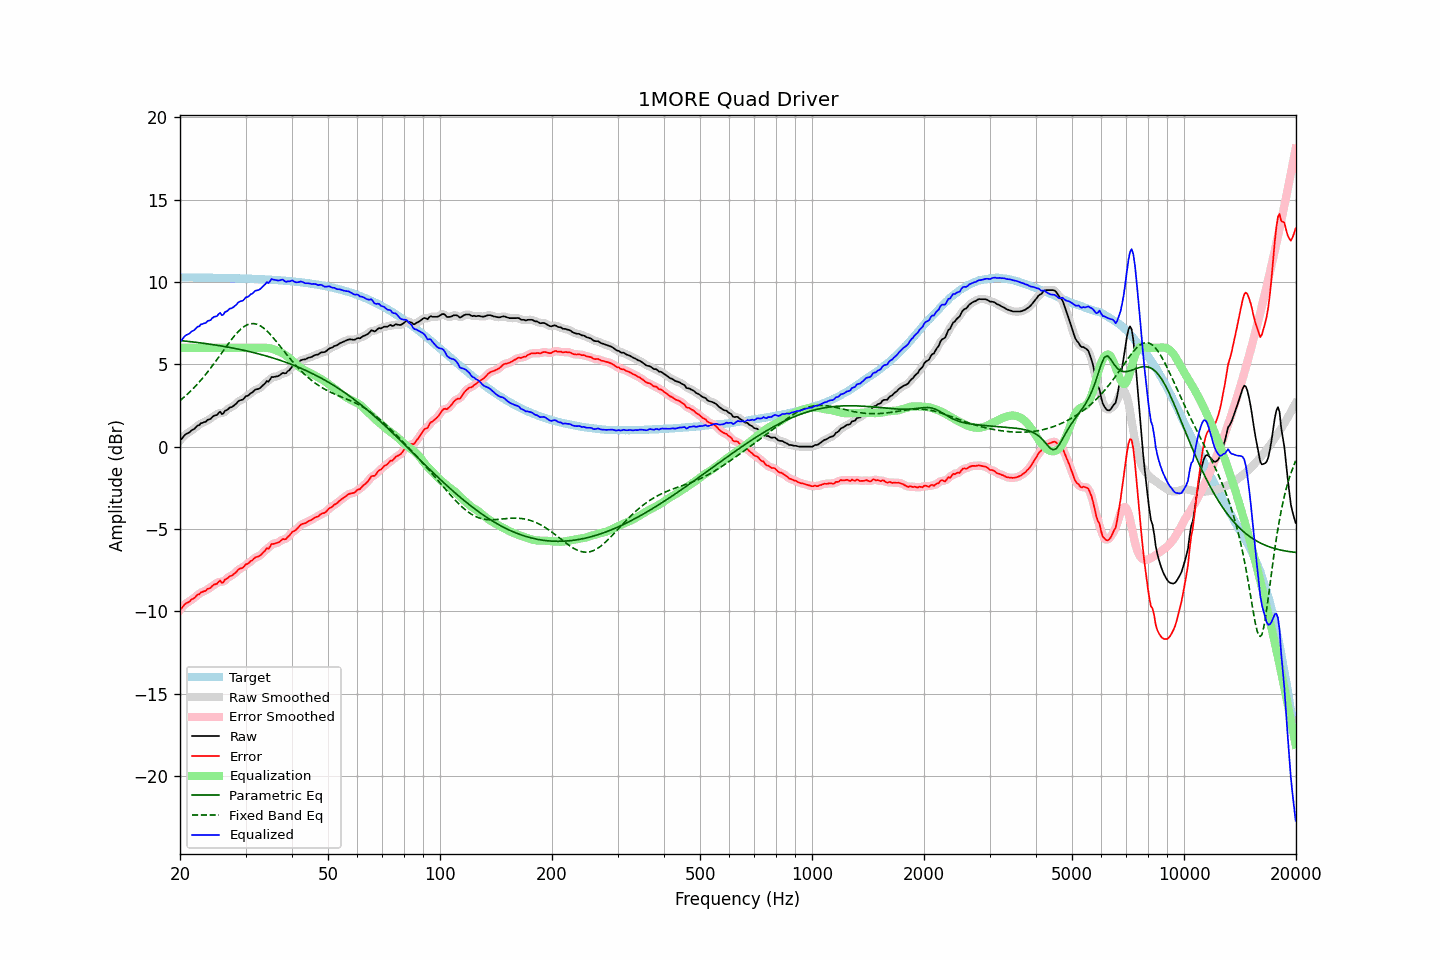 1MORE Quad Driver
Amplitude (dBr)
20
15
10
5
0
−5
−10
−15
−20
Target
Raw Smoothed
Error Smoothed
Raw
Error
Equalization
Parametric Eq
Fixed Band Eq
Equalized
20
50
100
200
500
1000
2000
5000
10000
20000
Frequency (Hz)